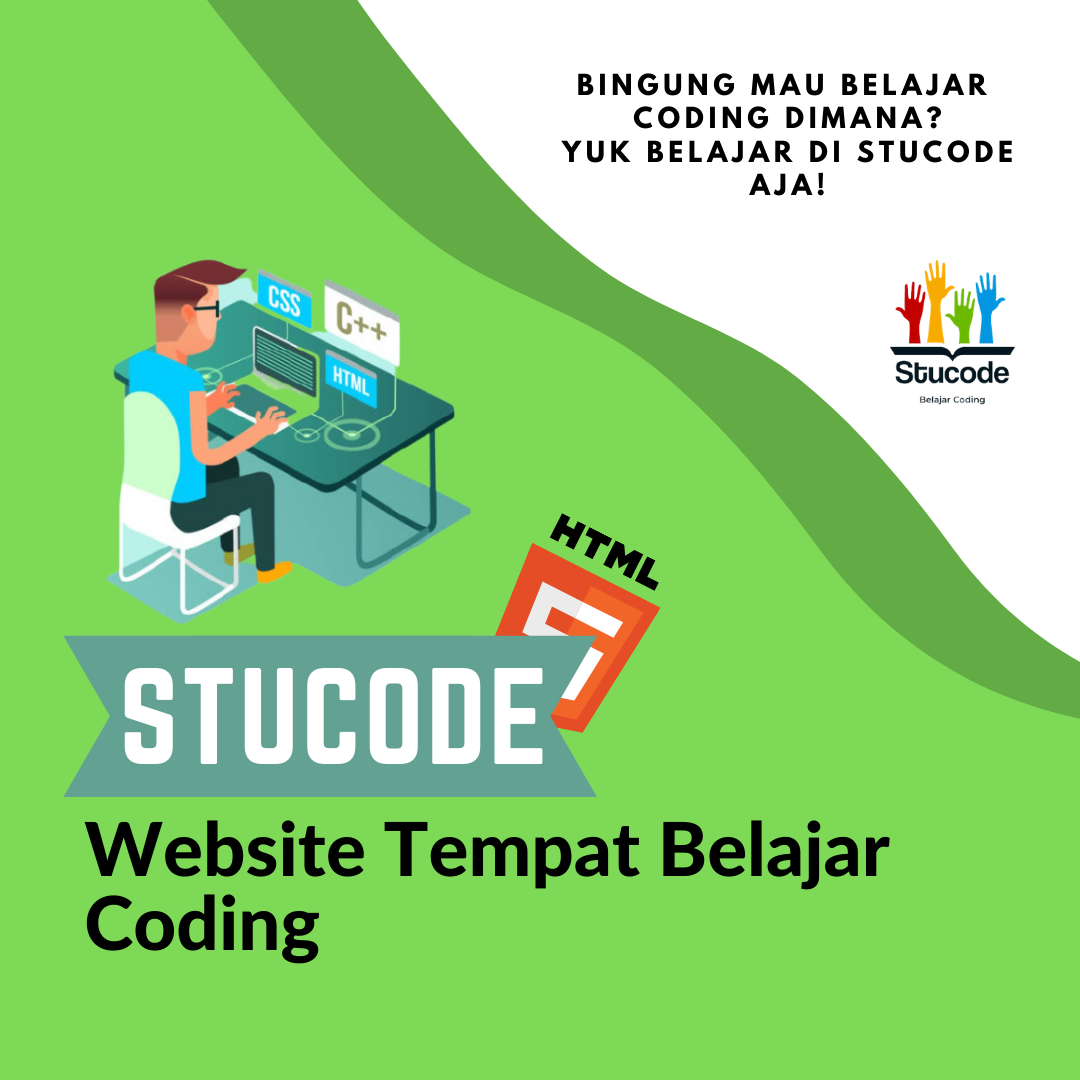 BINGUNG MAU BELAJAR
CODING DIMANA?
YUK BELAJAR DI STUCODE
AJA!
Stucode
Belajar Coding
CSS
C++
HTML
HTML
5
STUCODE
Website Tempat Belajar
Coding